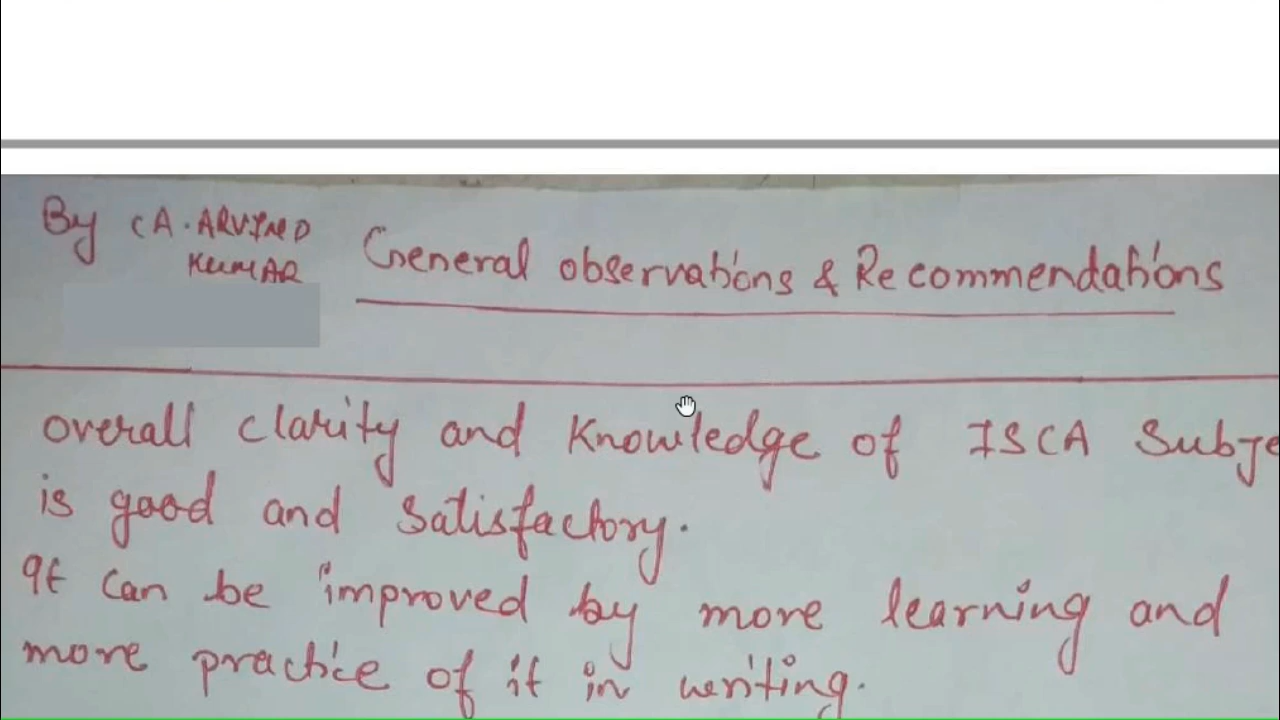 By CA. ARVIND
KUMAR
General observations & Recommendations
overall clarity and Knowledge of ISCA Subje
is good and satisfactory.
It can be improved by more learning and
more practice of it in writing.